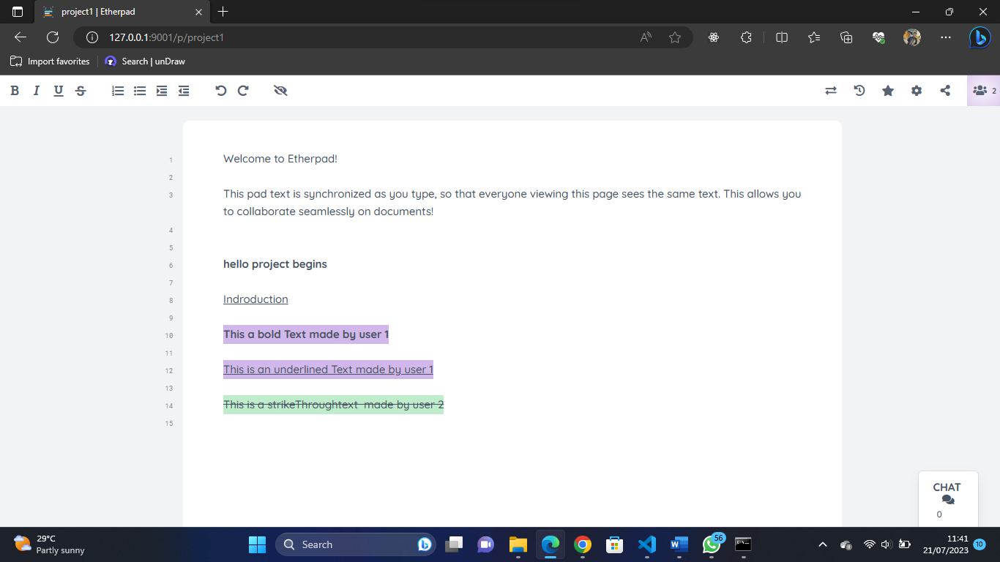 project1 | Etherpad
127.0.0.1:9001/p/project1
Import favorites
Search | unDraw
B I U S
2
1 Welcome to Etherpad!
2
3 This pad text is synchronized as you type, so that everyone viewing this page sees the same text. This allows you
to collaborate seamlessly on documents!
4
5
6 hello project begins
7
8 Indroduction
9
10 This a bold Text made by user 1
11
12 This is an underlined Text made by user 1
13
14 This is a strikeThroughtext  made by user 2
15
CHAT
0
29°C
Partly sunny
Search
56
11:41
21/07/2023
10